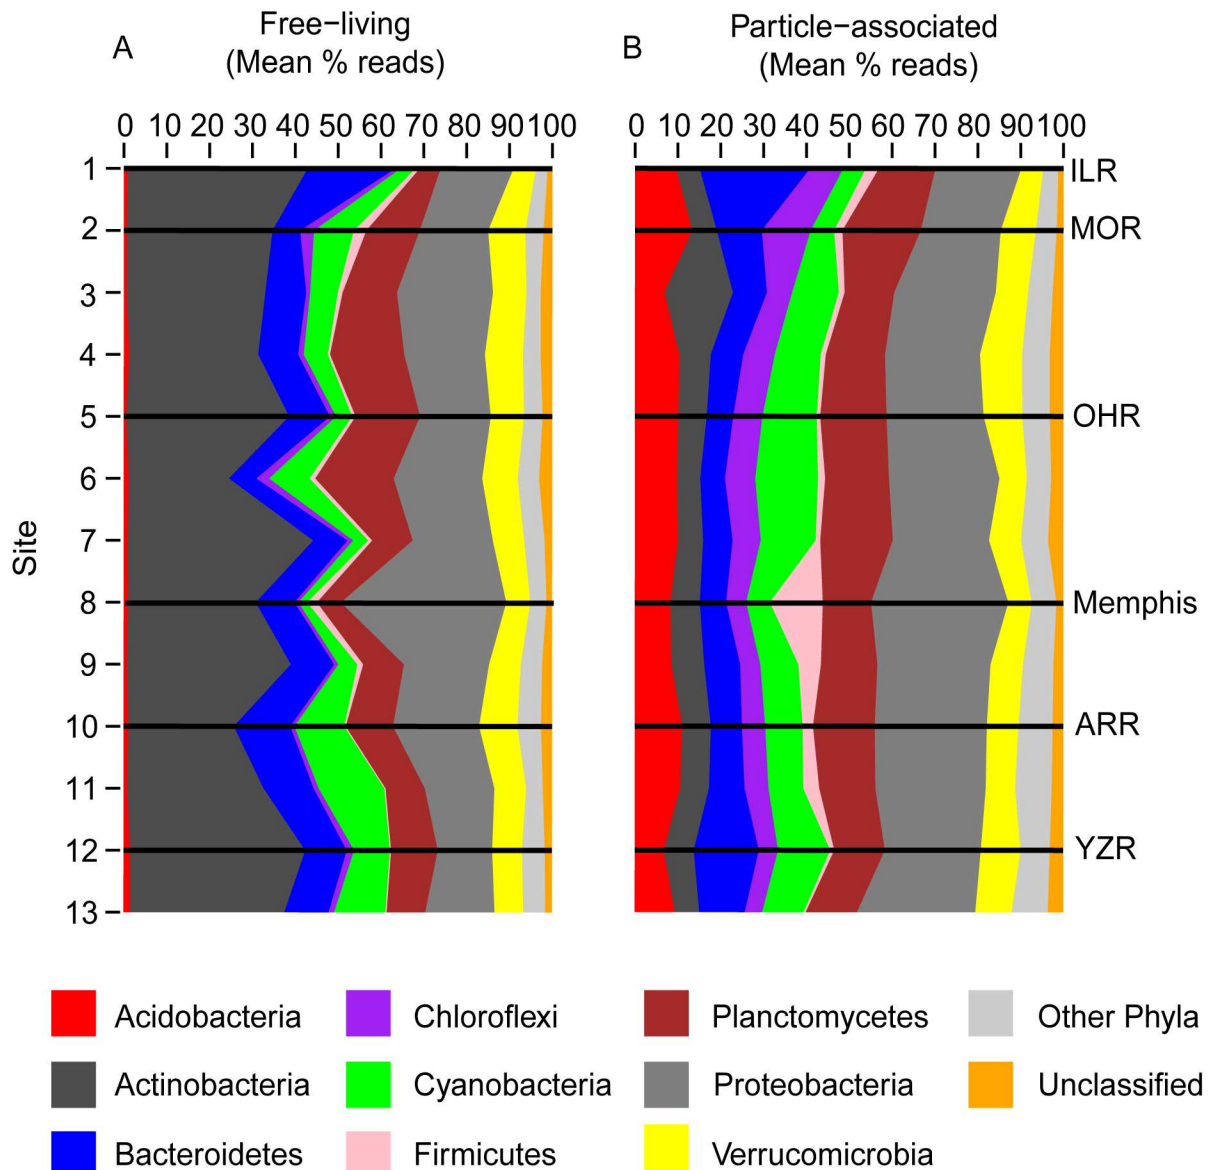 A
Free−living
(Mean % reads)
B
Particle−associated
(Mean % reads)
0 10 20 30 40 50 60 70 80 90 100
0 10 20 30 40 50 60 70 80 90 100
Site
1
2
3
4
5
6
7
8
9
10
11
12
13
ILR
MOR
OHR
Memphis
ARR
YZR
Acidobacteria
Chloroflexi
Planctomycetes
Other Phyla
Actinobacteria
Cyanobacteria
Proteobacteria
Unclassified
Bacteroidetes
Firmicutes
Verrucomicrobia